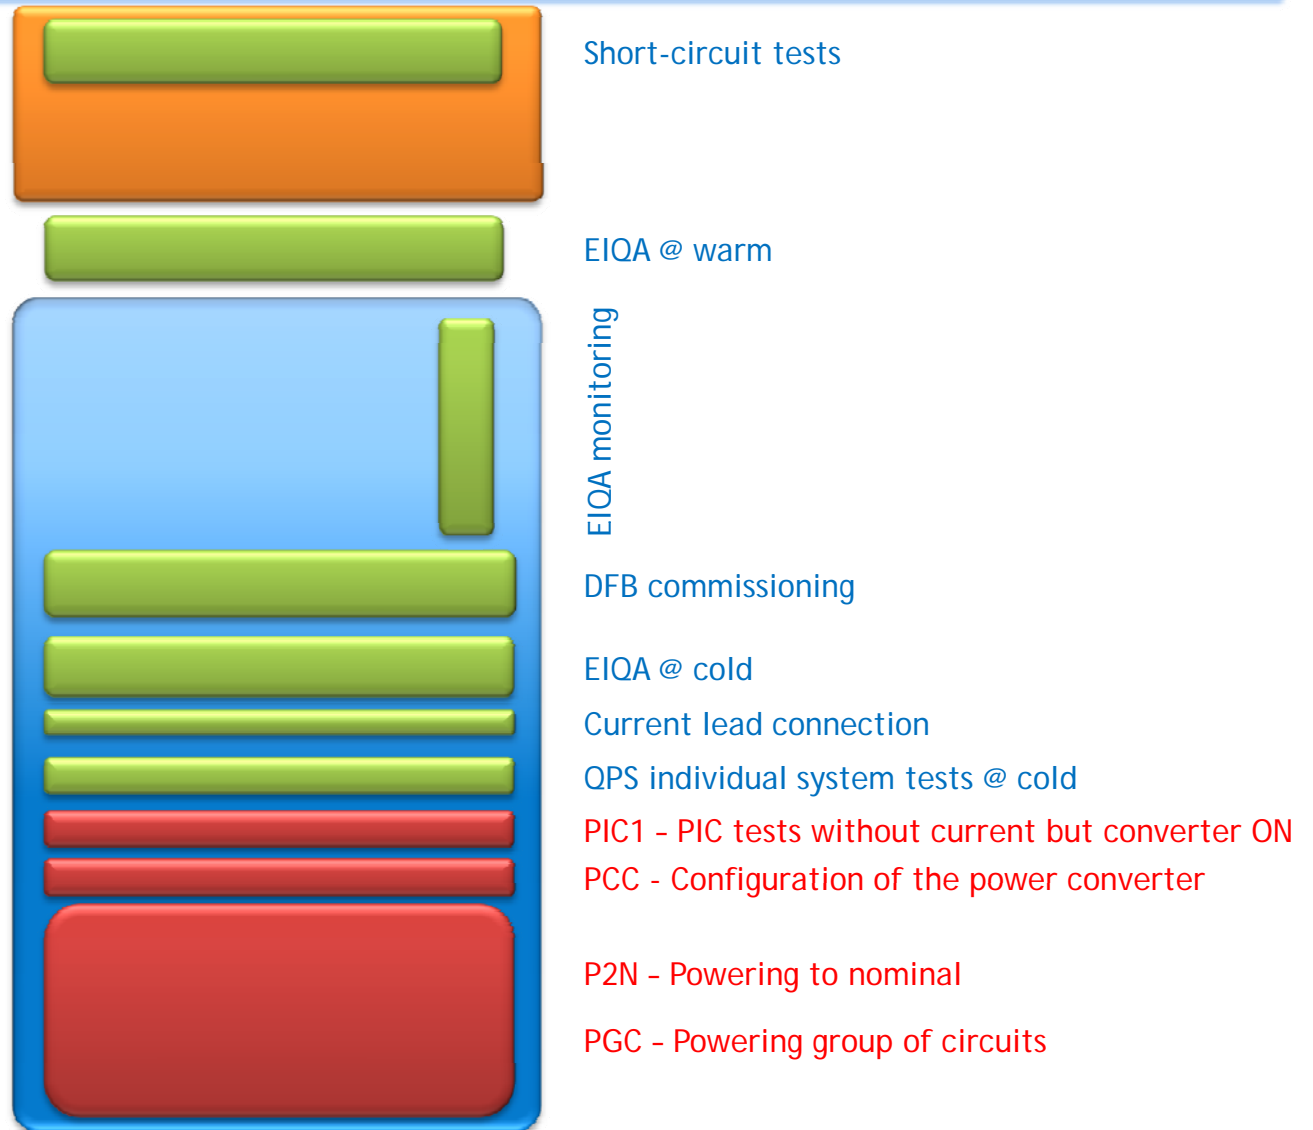 Short-circuit tests
EIQA @ warm
EIQA monitoring
DFB commissioning
EIQA @ cold
Current lead connection
QPS individual system tests @ cold
PIC1 – PIC tests without current but converter ON
PCC - Configuration of the power converter
P2N – Powering to nominal
PGC – Powering group of circuits